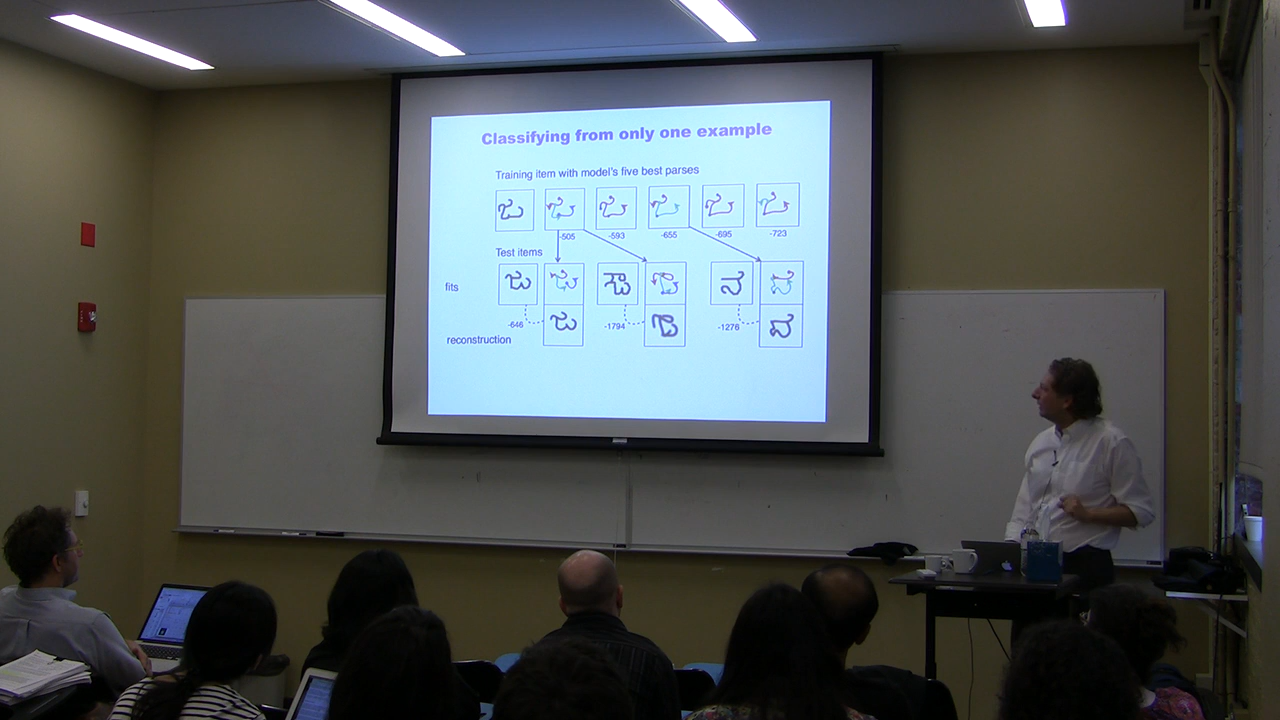 Classifying from only one example
Training item with model's five best parses
ಜ
-505 -593 -655 -695 -723
Test items
fits
ಜ ಔ ನ
-646 -1794 -1276
reconstruction